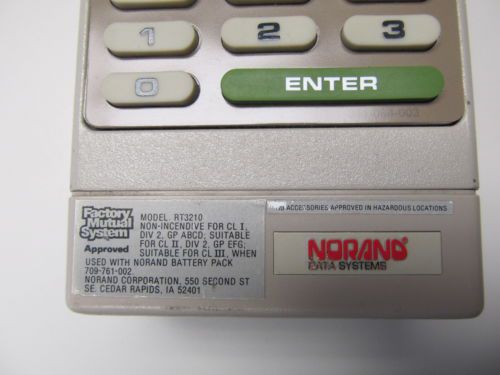 1 2 3
0 ENTER
Factory Mutual System
Approved
MODEL RT3210
NON-INCENDIVE FOR CL I,
DIV 2, GP ABCD; SUITABLE
FOR CL II, DIV 2, GP EFG;
SUITABLE FOR CL III, WHEN
USED WITH NORAND BATTERY PACK
709-761-002
NORAND CORPORATION, 550 SECOND ST
SE. CEDAR RAPIDS, IA 52401
ACCESSORIES APPROVED IN HAZARDOUS LOCATIONS
NORAND
DATA SYSTEMS